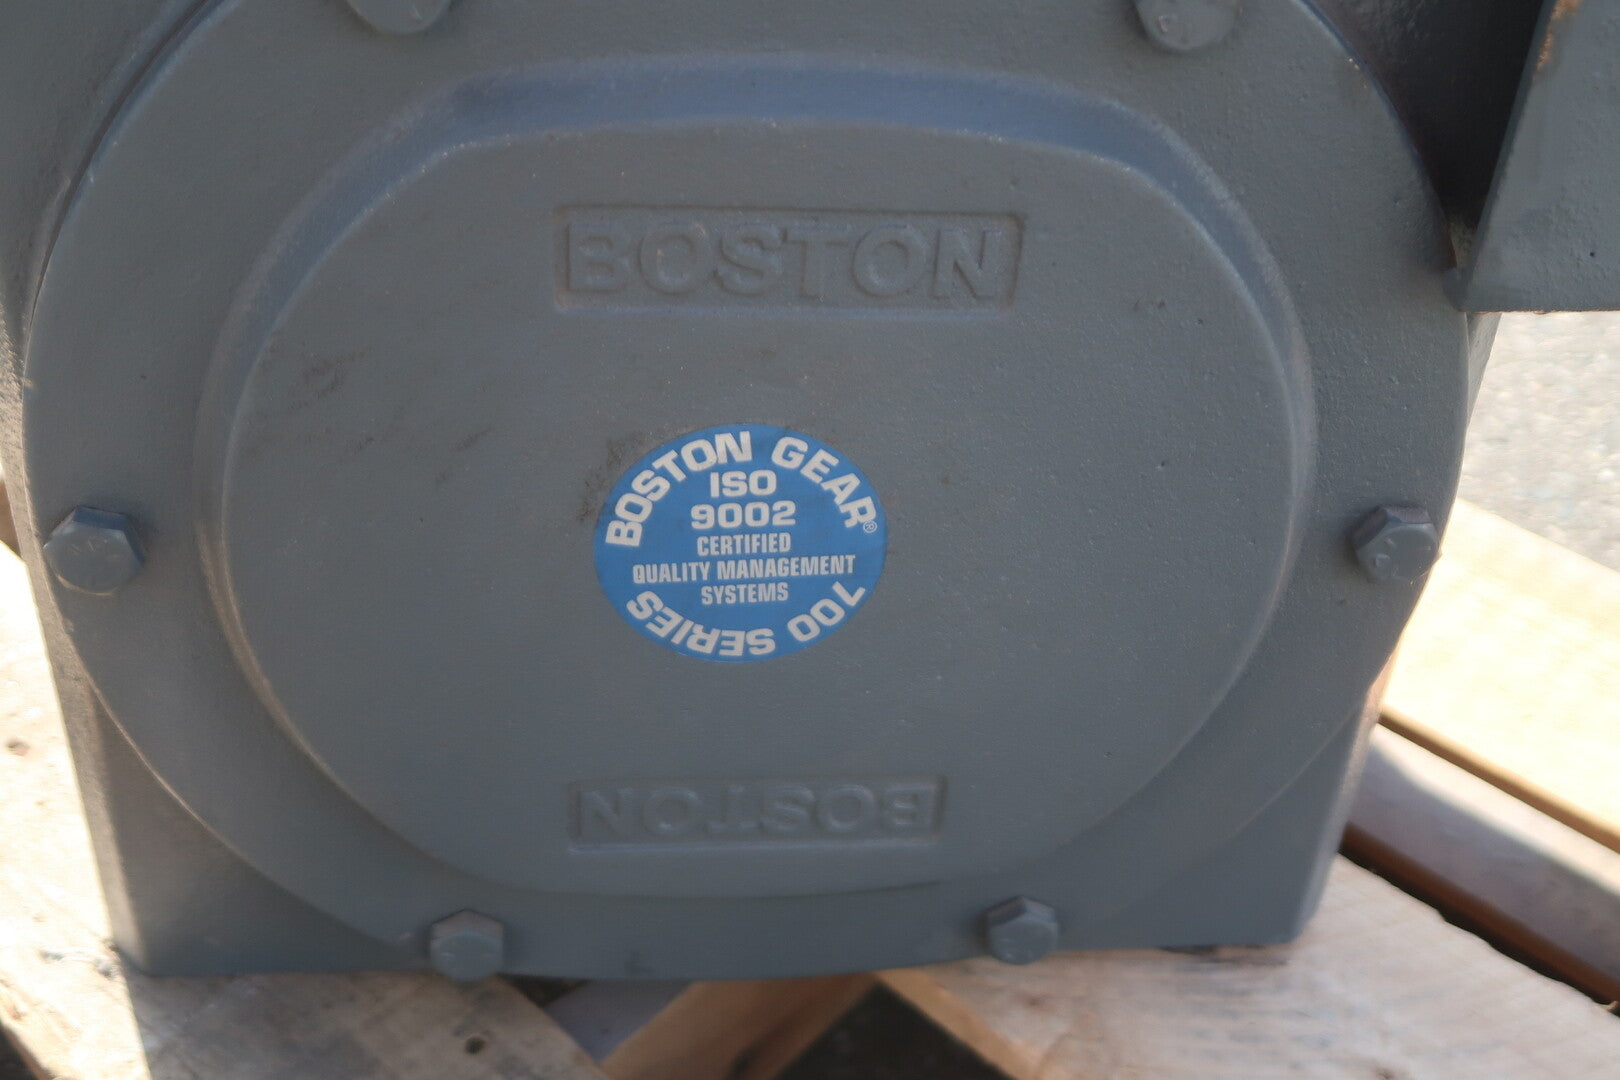 BOSTON
BOSTON GEAR®
ISO
9002
CERTIFIED
QUALITY MANAGEMENT
SYSTEMS
700 SERIES
BOSTON